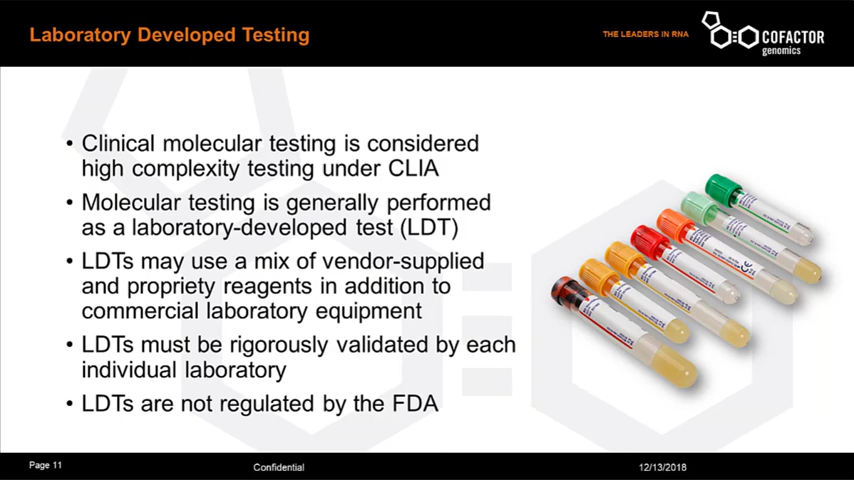 Laboratory Developed Testing
THE LEADERS IN RNA
COFACTOR
genomics
• Clinical molecular testing is considered
high complexity testing under CLIA
• Molecular testing is generally performed
as a laboratory-developed test (LDT)
• LDTs may use a mix of vendor-supplied
and propriety reagents in addition to
commercial laboratory equipment
• LDTs must be rigorously validated by each
individual laboratory
• LDTs are not regulated by the FDA
Page 11
Confidential
12/13/2018